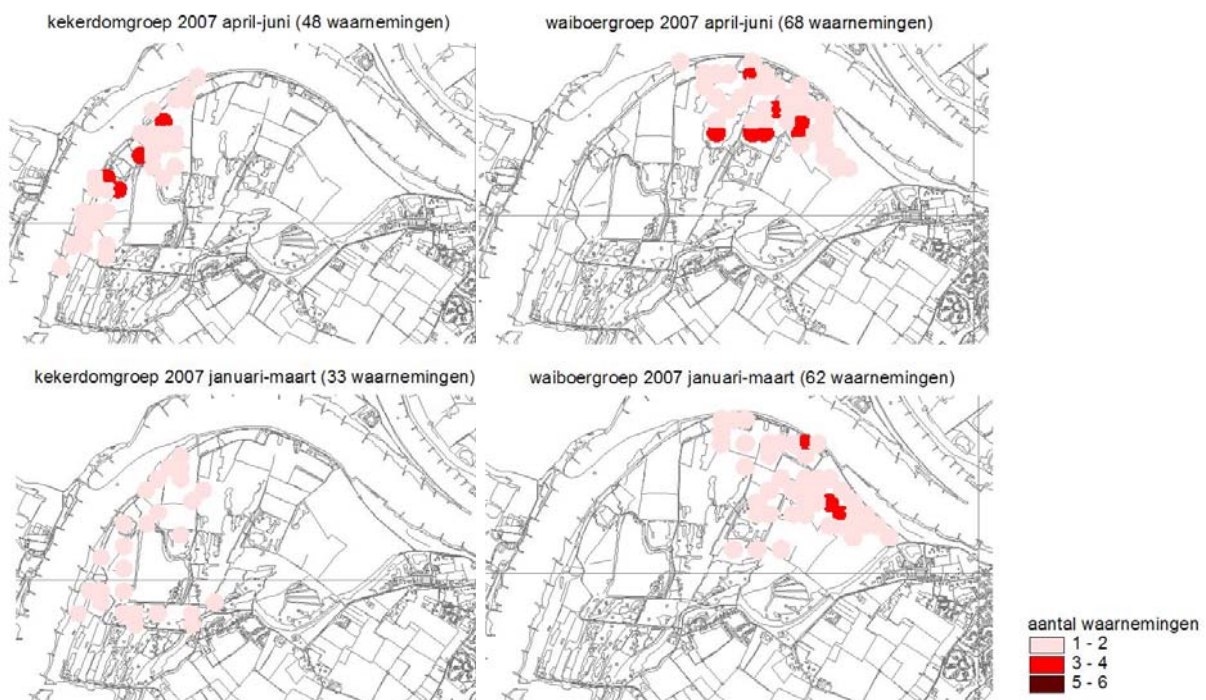 kekerdomgroep 2007 april-juni (48 waarnemingen)
waiboergroep 2007 april-juni (68 waarnemingen)
kekerdomgroep 2007 januari-maart (33 waarnemingen)
waiboergroep 2007 januari-maart (62 waarnemingen)
aantal waarnemingen
1 - 2
3 - 4
5 - 6